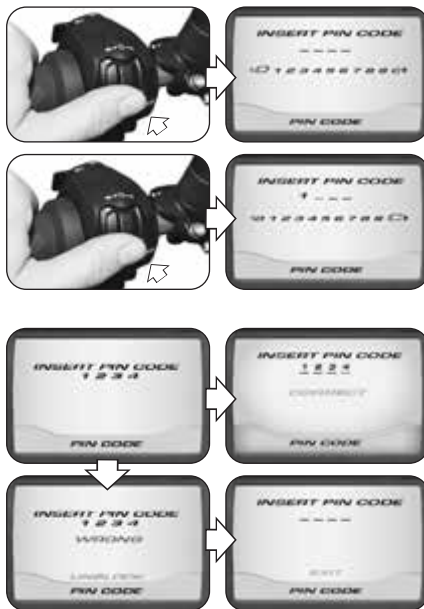 INSERT PIN CODE
_ _ _ _
0 1 2 3 4 5 6 7 8 9
PIN CODE
INSERT PIN CODE
1 _ _ _
0 1 2 3 4 5 6 7 8 9
PIN CODE
INSERT PIN CODE
1 2 3 4
PIN CODE
INSERT PIN CODE
1 2 3 4
CORRECT
PIN CODE
INSERT PIN CODE
1 2 3 4
WRONG
UNBLOCK
PIN CODE
INSERT PIN CODE
_ _ _ _
EXIT
PIN CODE